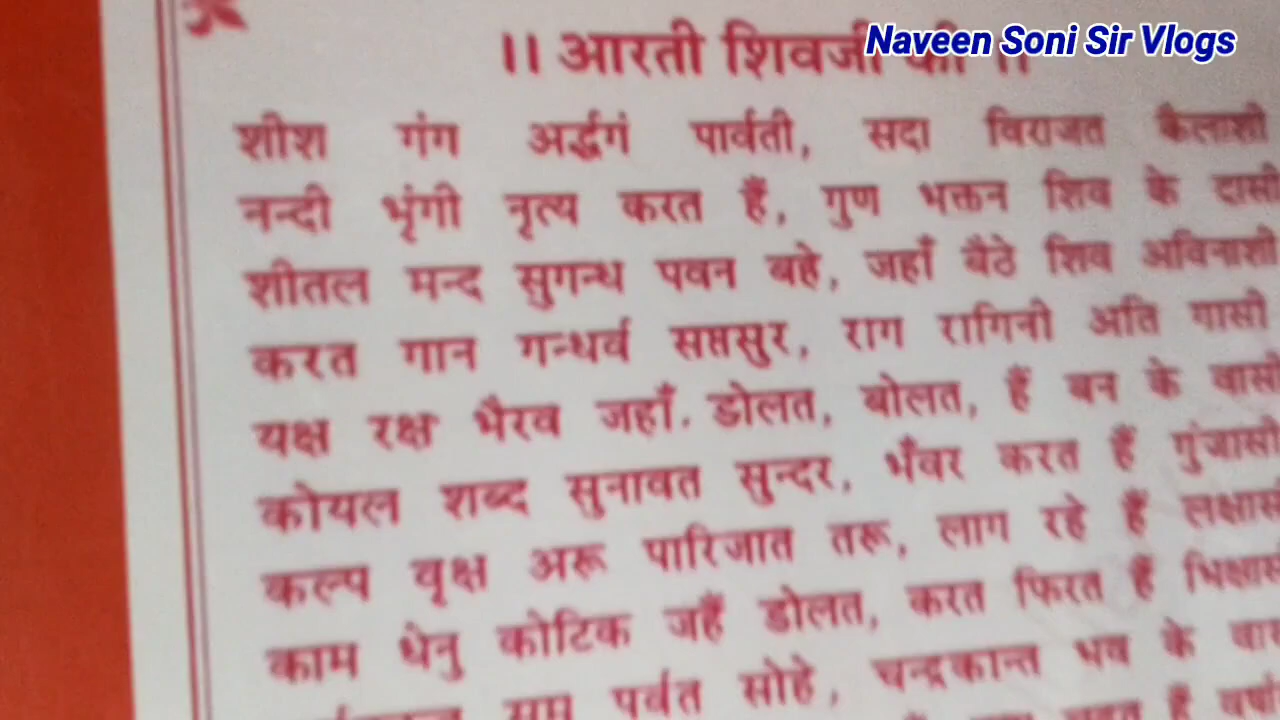 Naveen Soni Sir Vlogs
।। आरती शिवजी की ।।
शीश गंग अर्द्धगं पार्वती, सदा विराजत कैलाशी
नन्दी भृंगी नृत्य करत हैं, गुण भक्तन शिव के दासी
शीतल मन्द सुगन्ध पवन बहे, जहाँ बैठे शिव अविनाशी
करत गान गन्धर्व सप्तसुर, राग रागिनी अति गासी
यक्ष रक्ष भैरव जहाँ. डोलत, बोलत, हैं बन के वासी
कोयल शब्द सुनावत सुन्दर, भँवर करत हैं गुंजासी
कल्प वृक्ष अरू पारिजात तरू, लाग रहे हैं
काम धेनु कोटिक जहँ डोलत, करत फिरत हैं
पर्वत सोहे, चन्द्रकान्त भव के